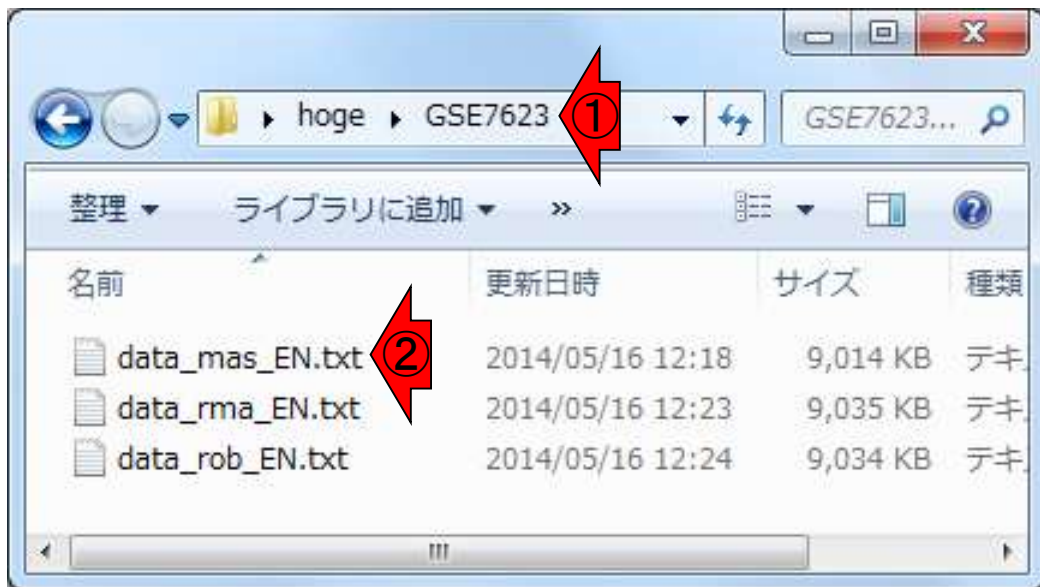 hoge ▸ GSE7623 ① GSE7623...
整理 ライブラリに追加 »
名前 更新日時 サイズ 種類
data_mas_EN.txt ② 2014/05/16 12:18 9,014 KB テキ
data_rma_EN.txt 2014/05/16 12:23 9,035 KB テキ
data_rob_EN.txt 2014/05/16 12:24 9,034 KB テキ